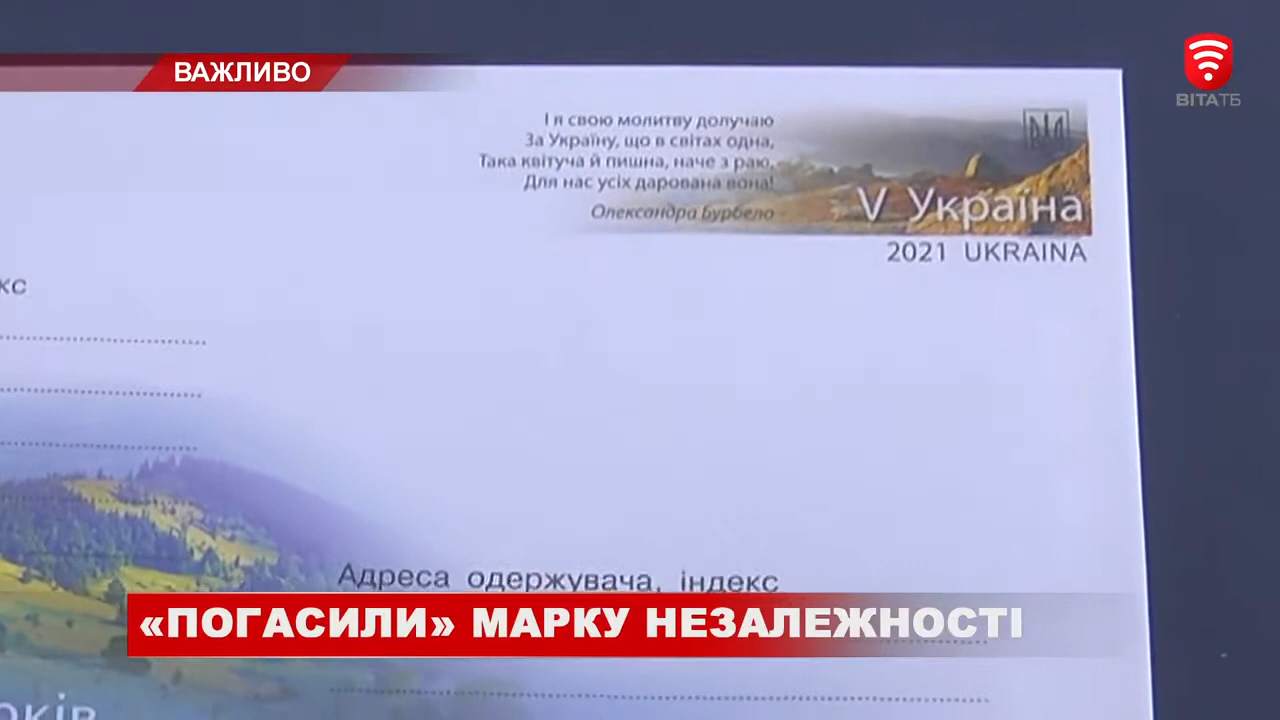 ВАЖЛИВО
ВІТАТБ
І я свою молитву долучаю
За Україну, що в світах одна,
Така квітуча й пишна, наче з раю,
Для нас усіх дарована вона!
Олександра Бурбело
V Україна
2021 UKRAINA
Адреса одержувача, індекс
«ПОГАСИЛИ» МАРКУ НЕЗАЛЕЖНОСТІ